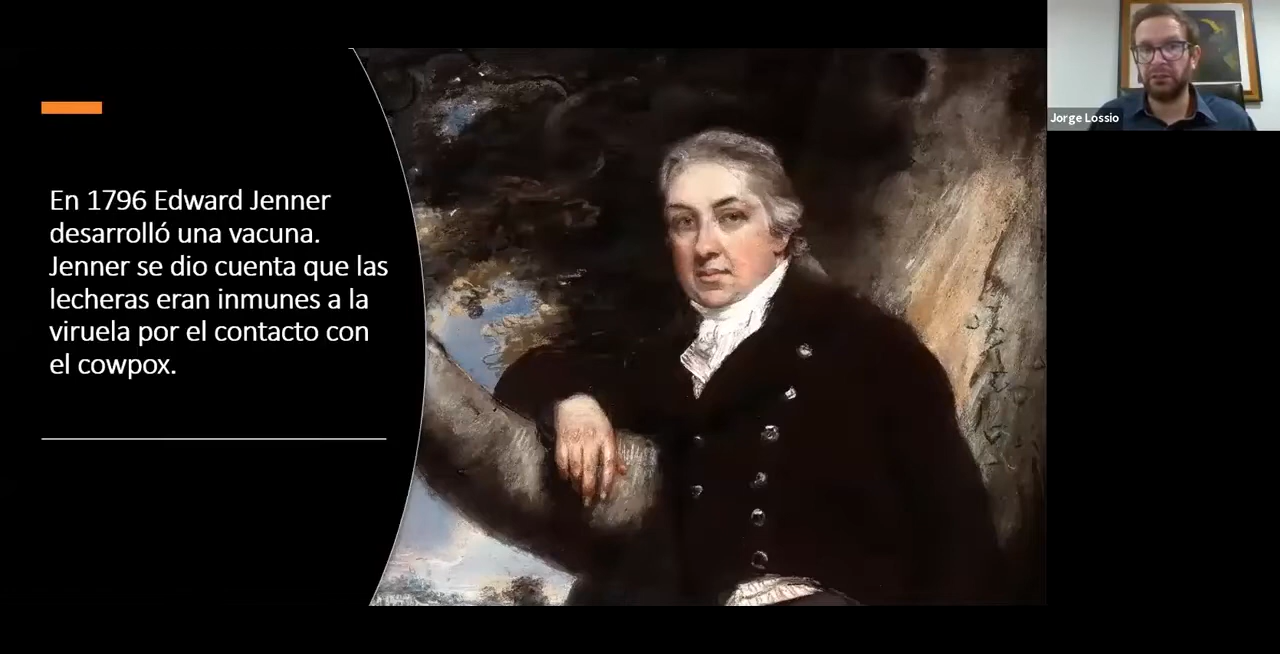 En 1796 Edward Jenner
desarrolló una vacuna.
Jenner se dio cuenta que las
lecheras eran inmunes a la
viruela por el contacto con
el cowpox.
Jorge Lossio